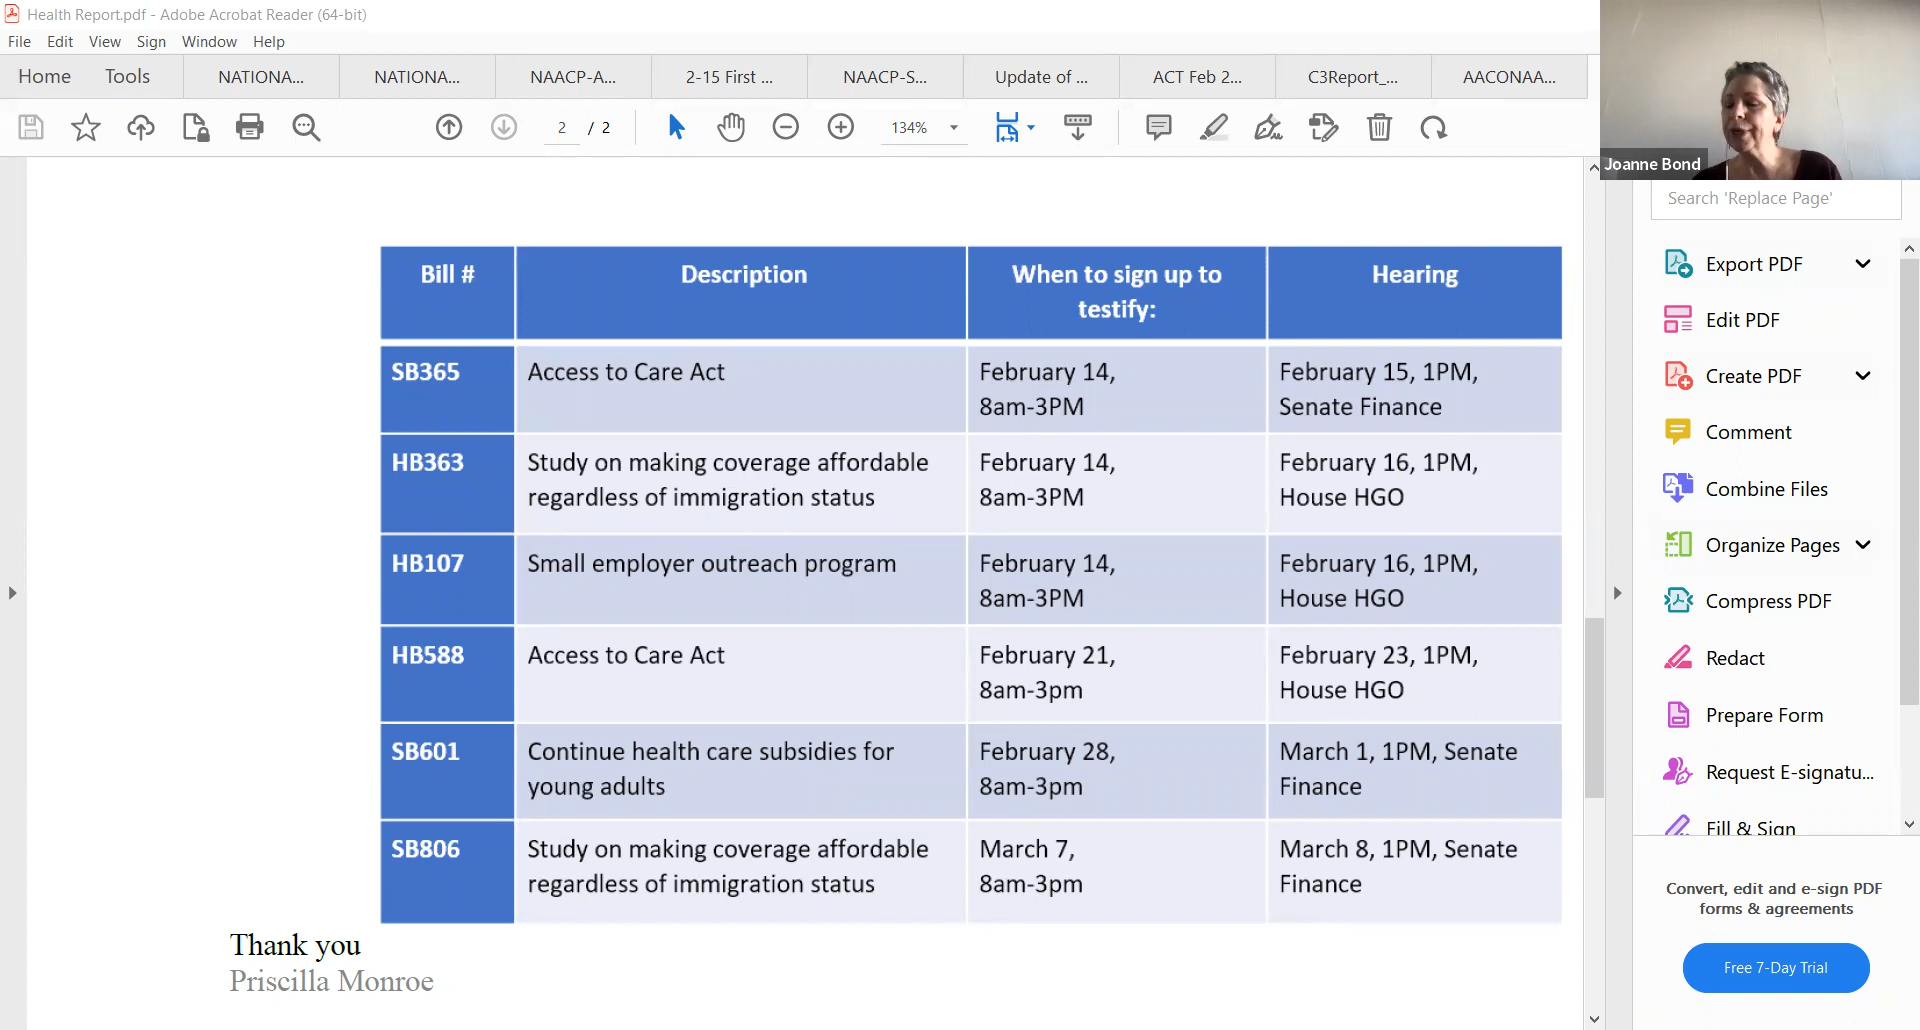 Health Report.pdf - Adobe Acrobat Reader (64-bit)
File Edit View Sign Window Help
Home Tools NATIONA... NATIONA... NAACP-A... 2-15 First ... NAACP-S... Update of ... ACT Feb 2... C3Report_... AACONAA...
2 / 2 134%
Joanne Bond
Search 'Replace Page'
Bill # Description When to sign up to
testify: Hearing
SB365 Access to Care Act February 14,
8am-3PM February 15, 1PM,
Senate Finance
HB363 Study on making coverage affordable
regardless of immigration status February 14,
8am-3PM February 16, 1PM,
House HGO
HB107 Small employer outreach program February 14,
8am-3PM February 16, 1PM,
House HGO
HB588 Access to Care Act February 21,
8am-3pm February 23, 1PM,
House HGO
SB601 Continue health care subsidies for
young adults February 28,
8am-3pm March 1, 1PM, Senate
Finance
SB806 Study on making coverage affordable
regardless of immigration status March 7,
8am-3pm March 8, 1PM, Senate
Finance
Thank you
Priscilla Monroe
Export PDF
Edit PDF
Create PDF
Comment
Combine Files
Organize Pages
Compress PDF
Redact
Prepare Form
Request E-signatu...
Fill & Sign
Convert, edit and e-sign PDF
forms & agreements
Free 7-Day Trial